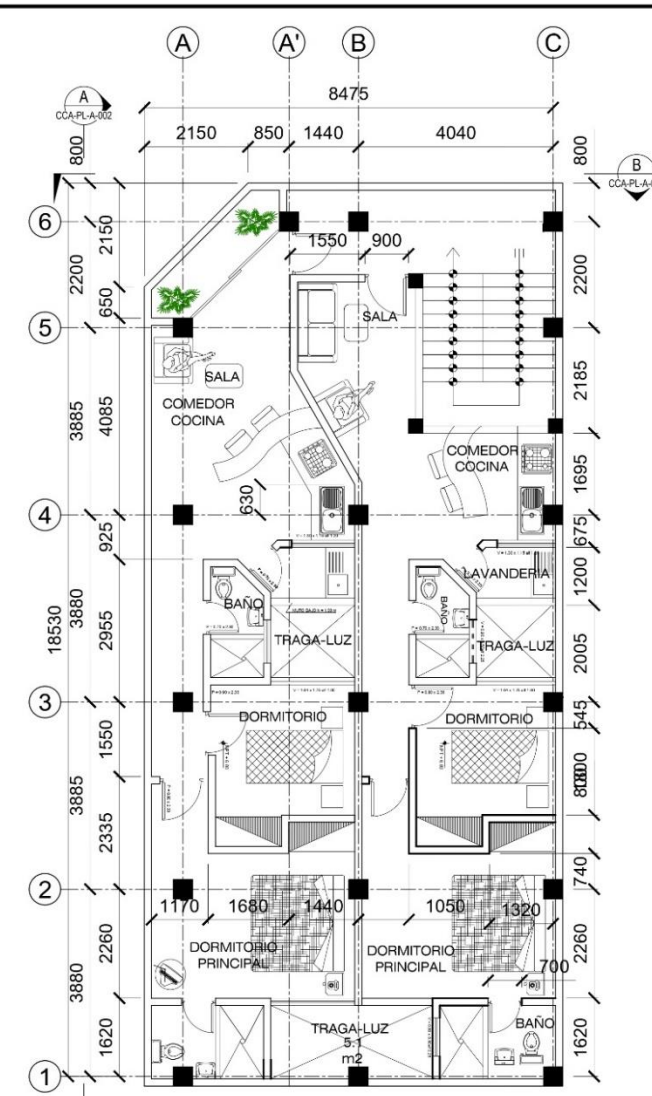 A A' B C
A
CCA-PL-A-002
8475
2150 850 1440 4040
800
800
B
6
5
4
3
2
1
18530
2200
3885
3880
3885
3880
2150
650
4085
925
2955
1550
2335
2260
1620
2200
2185
1695
675
1200
2005
545
740
2260
1620
1550 900
SALA
SALA
COMEDOR
COCINA
COMEDOR
COCINA
630
LAVANDERIA
BAÑO
BAÑO
TRAGA-LUZ
TRAGA-LUZ
DORMITORIO
DORMITORIO
1170 1680 1440 1050 1320
DORMITORIO
PRINCIPAL
DORMITORIO
PRINCIPAL
700
TRAGA-LUZ
5.1
m2
BAÑO